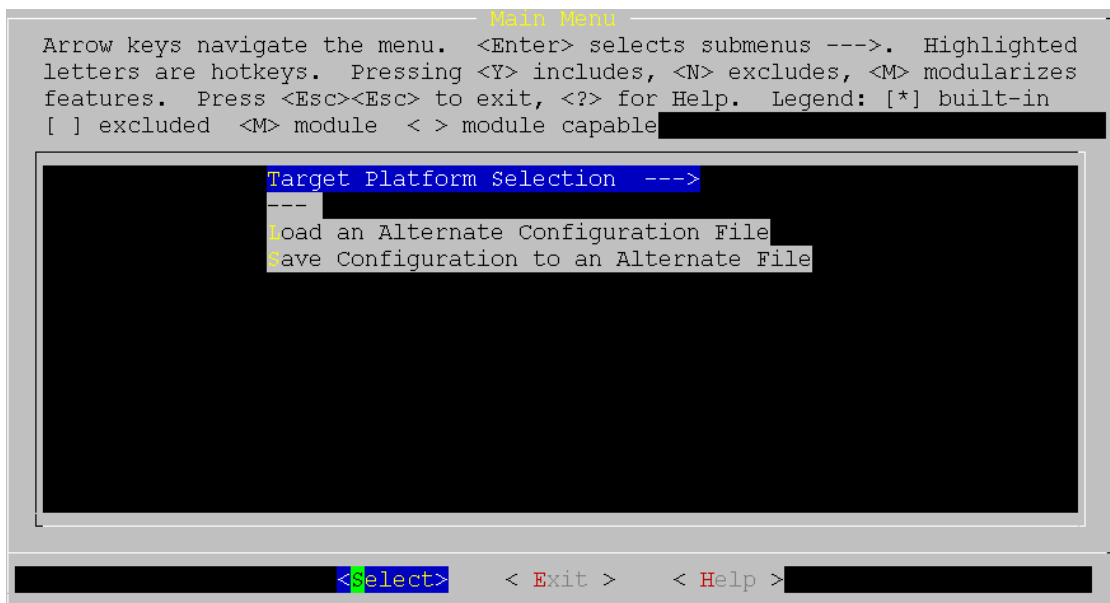 Main Menu
Arrow keys navigate the menu.  <Enter> selects submenus --->.  Highlighted
letters are hotkeys.  Pressing <Y> includes, <N> excludes, <M> modularizes
features.  Press <Esc><Esc> to exit, <?> for Help.  Legend: [*] built-in
[ ] excluded  <M> module  < > module capable
Target Platform Selection  --->
---
Load an Alternate Configuration File
Save Configuration to an Alternate File
<Select>    < Exit >    < Help >